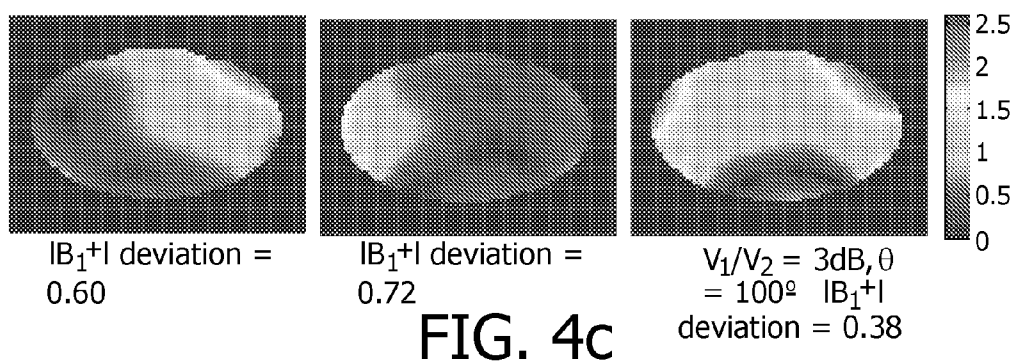 2.5
2
1.5
1
0.5
0
|B₁+| deviation =
0.60
|B₁+| deviation =
0.72
V₁/V₂ = 3dB, θ
= 100º |B₁+|
deviation = 0.38
FIG. 4c